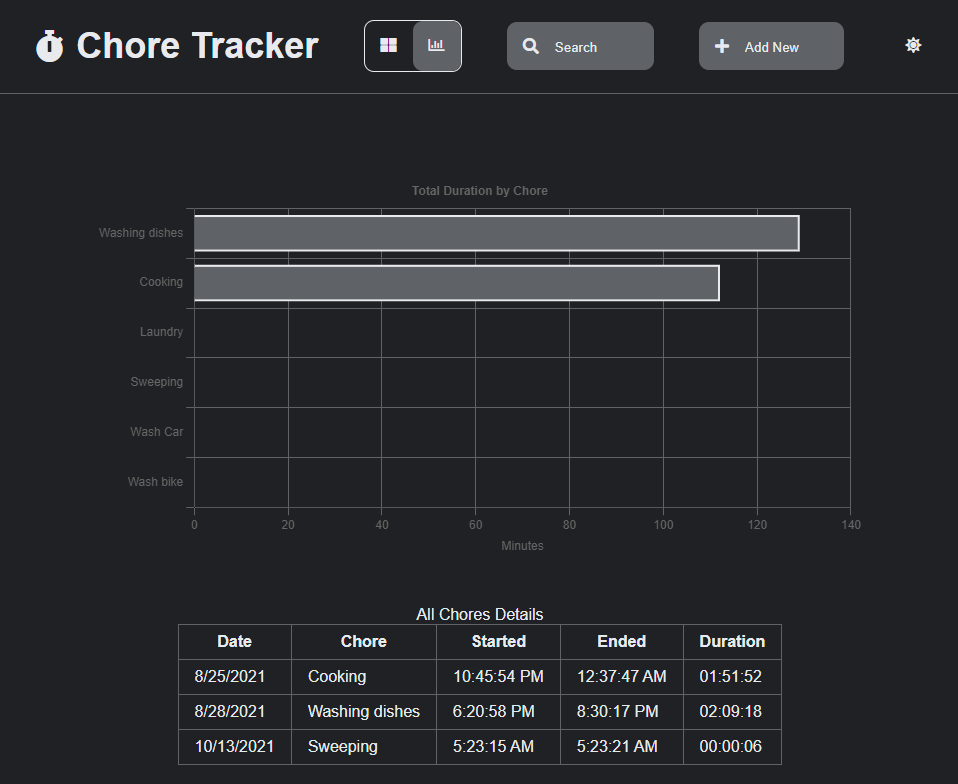 Chore Tracker
Search
Add New
Total Duration by Chore
Washing dishes
Cooking
Laundry
Sweeping
Wash Car
Wash bike
0 20 40 60 80 100 120 140
Minutes
All Chores Details
Date Chore Started Ended Duration
8/25/2021 Cooking 10:45:54 PM 12:37:47 AM 01:51:52
8/28/2021 Washing dishes 6:20:58 PM 8:30:17 PM 02:09:18
10/13/2021 Sweeping 5:23:15 AM 5:23:21 AM 00:00:06